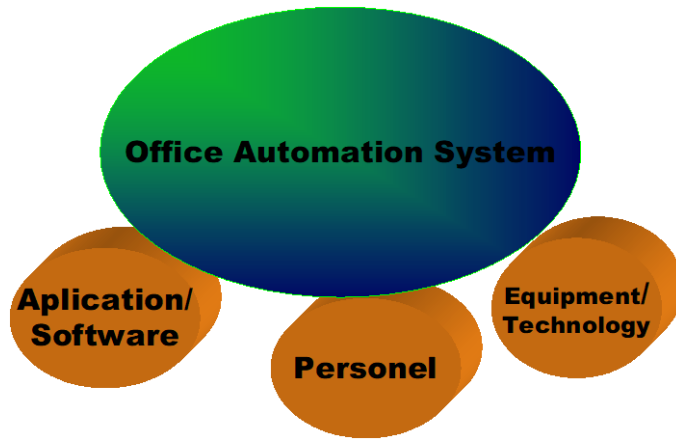 Office Automation System
Aplication/
Software
Personel
Equipment/
Technology